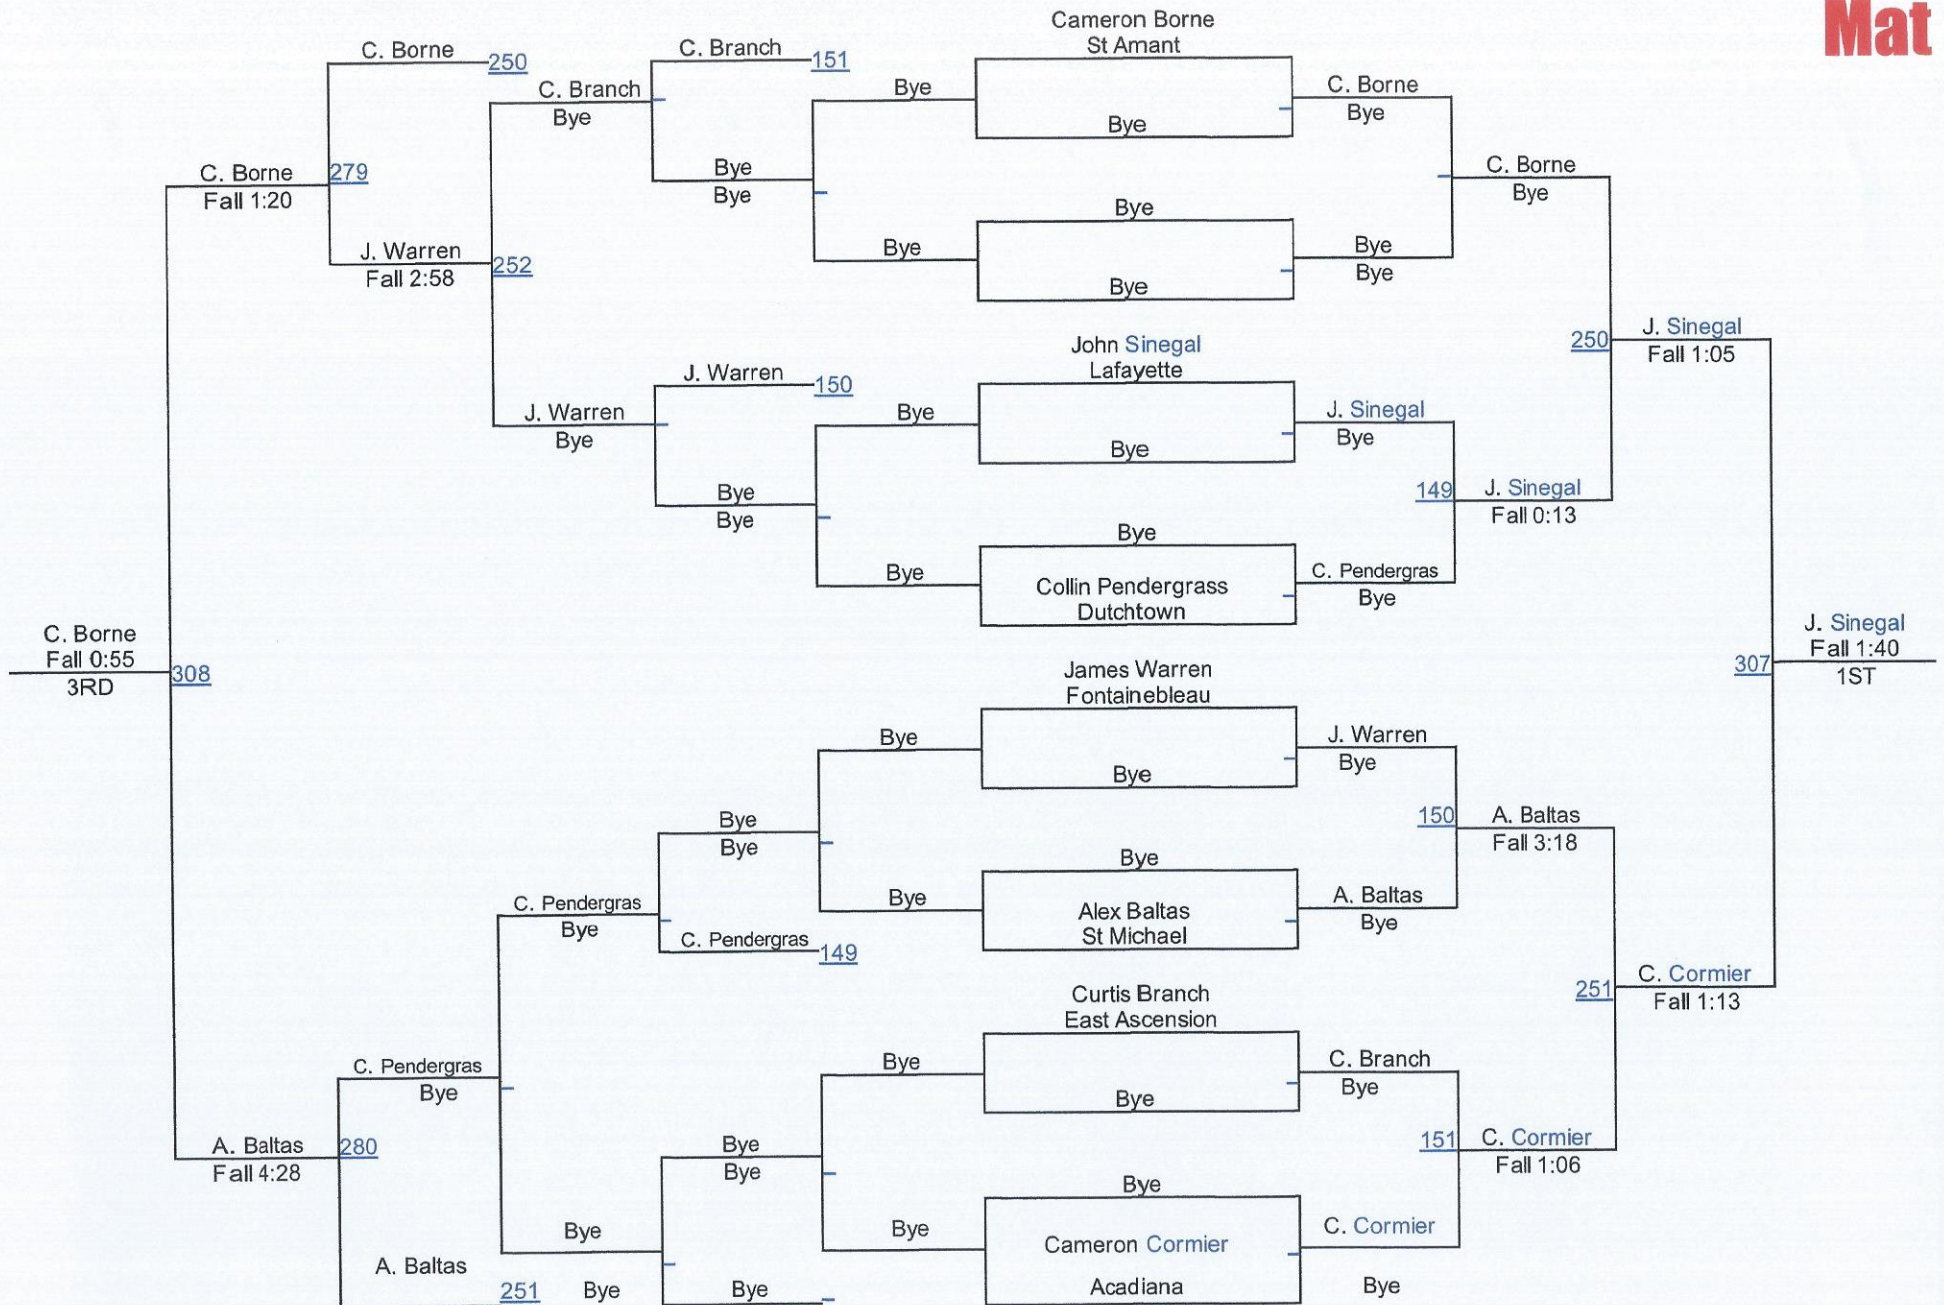 Mat
Cameron Borne
St Amant
C. Borne
250
C. Branch
151
Bye
C. Borne
Bye
C. Branch
Bye
Bye
C. Borne
Fall 1:20
279
Bye
Bye
C. Borne
Bye
Bye
J. Warren
Fall 2:58
252
Bye
Bye
Bye
Bye
Bye
John Sinegal
Lafayette
250
J. Sinegal
Fall 1:05
J. Warren
150
J. Warren
Bye
Bye
Bye
J. Sinegal
Bye
Bye
Bye
149
J. Sinegal
Fall 0:13
Bye
Bye
Collin Pendergrass
Dutchtown
C. Pendergras
Bye
C. Borne
Fall 0:55
3RD
308
James Warren
Fontainebleau
307
J. Sinegal
Fall 1:40
1ST
Bye
Bye
J. Warren
Bye
Bye
Bye
150
A. Baltas
Fall 3:18
C. Pendergras
Bye
Bye
Bye
Alex Baltas
St Michael
A. Baltas
Bye
C. Pendergras
149
Curtis Branch
East Ascension
251
C. Cormier
Fall 1:13
C. Pendergras
Bye
Bye
Bye
C. Branch
Bye
A. Baltas
Fall 4:28
280
Bye
Bye
151
C. Cormier
Fall 1:06
Bye
Bye
Bye
Cameron Cormier
Acadiana
C. Cormier
Bye
A. Baltas
251
Bye
Bye